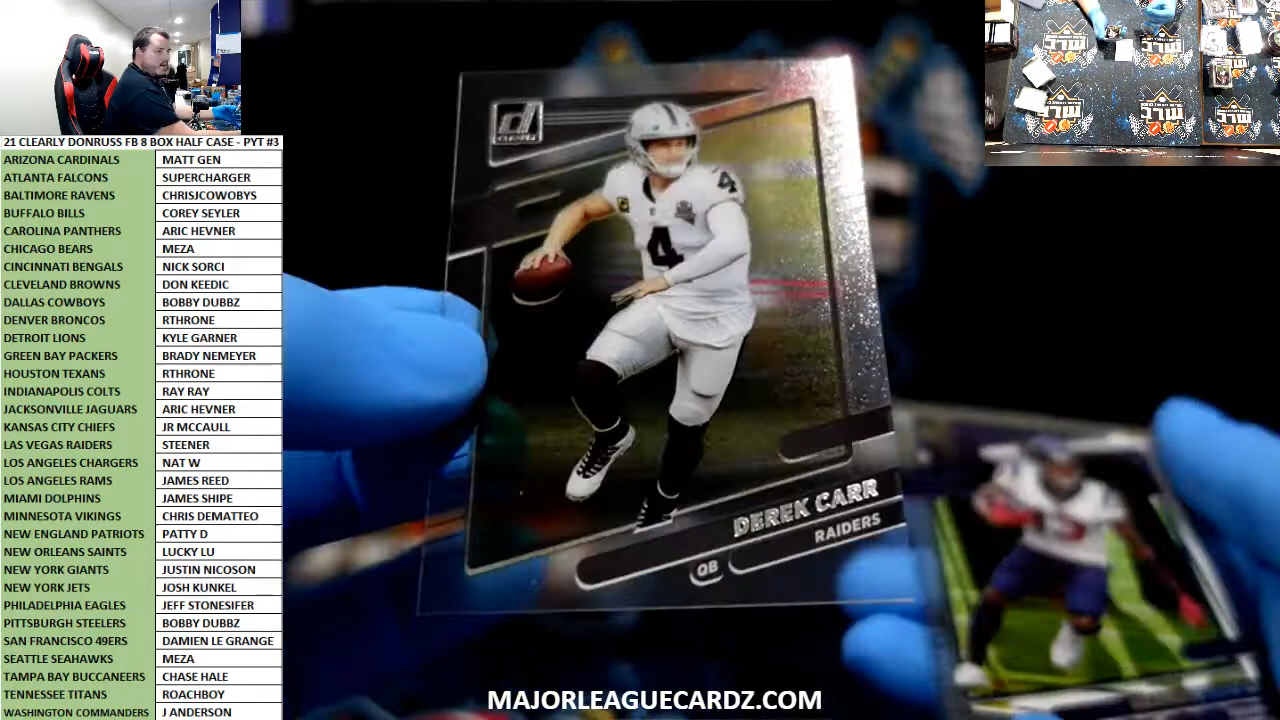 21 CLEARLY DONRUSS FB 8 BOX HALF CASE - PYT #3
ARIZONA CARDINALS MATT GEN
ATLANTA FALCONS SUPERCHARGER
BALTIMORE RAVENS CHRISJCOWOBYS
BUFFALO BILLS COREY SEYLER
CAROLINA PANTHERS ARIC HEVNER
CHICAGO BEARS MEZA
CINCINNATI BENGALS NICK SORCI
CLEVELAND BROWNS DON KEEDIC
DALLAS COWBOYS BOBBY DUBBZ
DENVER BRONCOS RTHRONE
DETROIT LIONS KYLE GARNER
GREEN BAY PACKERS BRADY NEMEYER
HOUSTON TEXANS RTHRONE
INDIANAPOLIS COLTS RAY RAY
JACKSONVILLE JAGUARS ARIC HEVNER
KANSAS CITY CHIEFS JR MCCAULL
LAS VEGAS RAIDERS STEENER
LOS ANGELES CHARGERS NAT W
LOS ANGELES RAMS JAMES REED
MIAMI DOLPHINS JAMES SHIPE
MINNESOTA VIKINGS CHRIS DEMATTEO
NEW ENGLAND PATRIOTS PATTY D
NEW ORLEANS SAINTS LUCKY LU
NEW YORK GIANTS JUSTIN NICOSON
NEW YORK JETS JOSH KUNKEL
PHILADELPHIA EAGLES JEFF STONESIFER
PITTSBURGH STEELERS BOBBY DUBBZ
SAN FRANCISCO 49ERS DAMIEN LE GRANGE
SEATTLE SEAHAWKS MEZA
TAMPA BAY BUCCANEERS CHASE HALE
TENNESSEE TITANS ROACHBOY
WASHINGTON COMMANDERS J ANDERSON
4
4
DEREK CARR
RAIDERS
QB
MAJORLEAGUECARDZ.COM